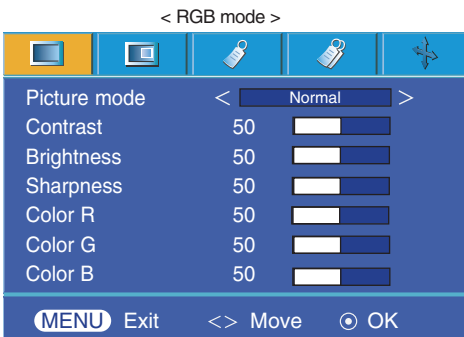 < RGB mode >
Picture mode < Normal >
Contrast 50
Brightness 50
Sharpness 50
Color R 50
Color G 50
Color B 50
MENU Exit <> Move ⊙ OK